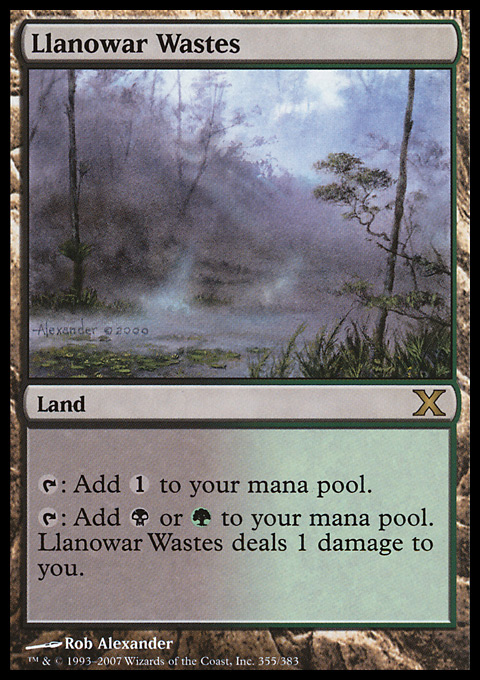 Llanowar Wastes
-Alexander ©2000
Land
X
: Add 1 to your mana pool.
: Add or to your mana pool.
Llanowar Wastes deals 1 damage to
you.
Rob Alexander
™ & © 1993–2007 Wizards of the Coast, Inc. 355/383